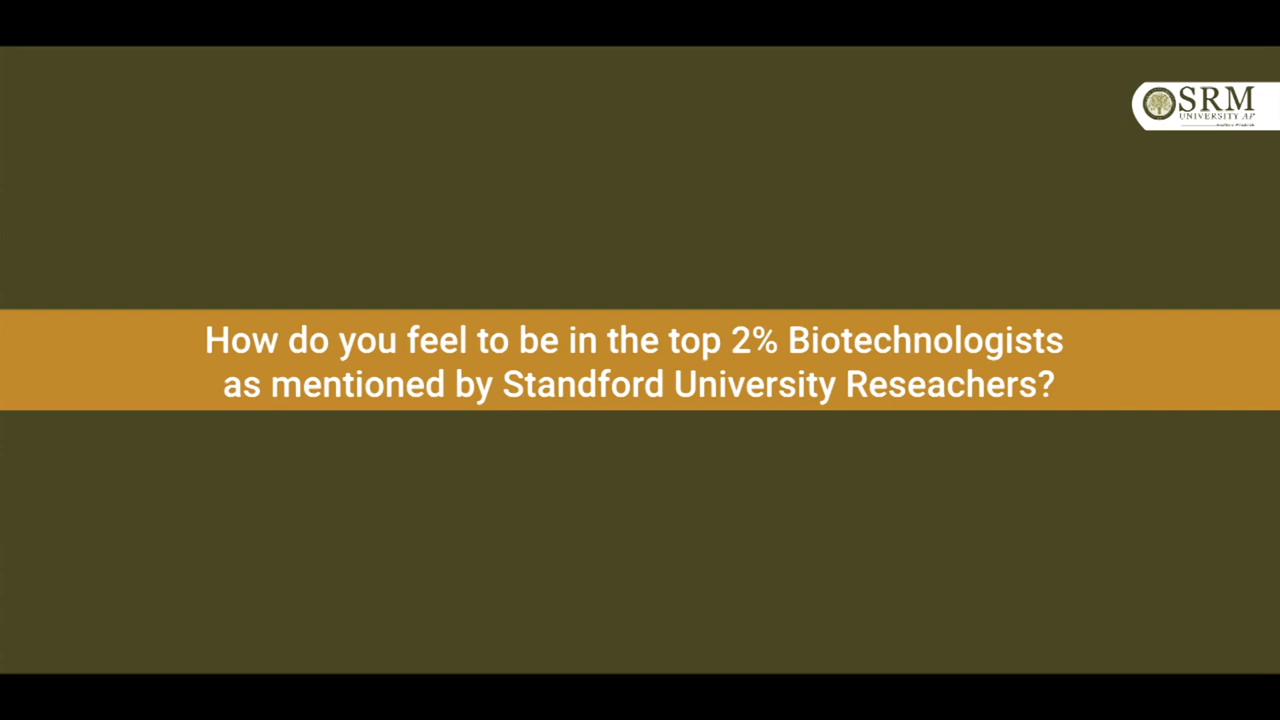 SRM
UNIVERSITY AP
How do you feel to be in the top 2% Biotechnologists
as mentioned by Standford University Reseachers?